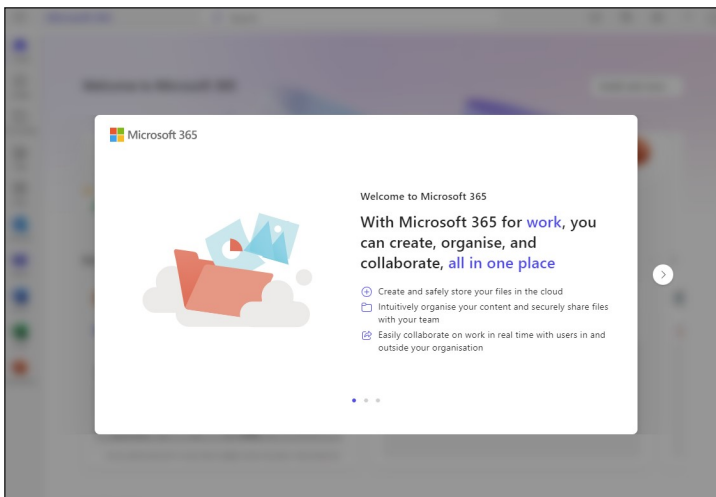 Microsoft 365
Welcome to Microsoft 365
With Microsoft 365 for work, you
can create, organise, and
collaborate, all in one place
Create and safely store your files in the cloud
Intuitively organise your content and securely share files
with your team
Easily collaborate on work in real time with users in and
outside your organisation